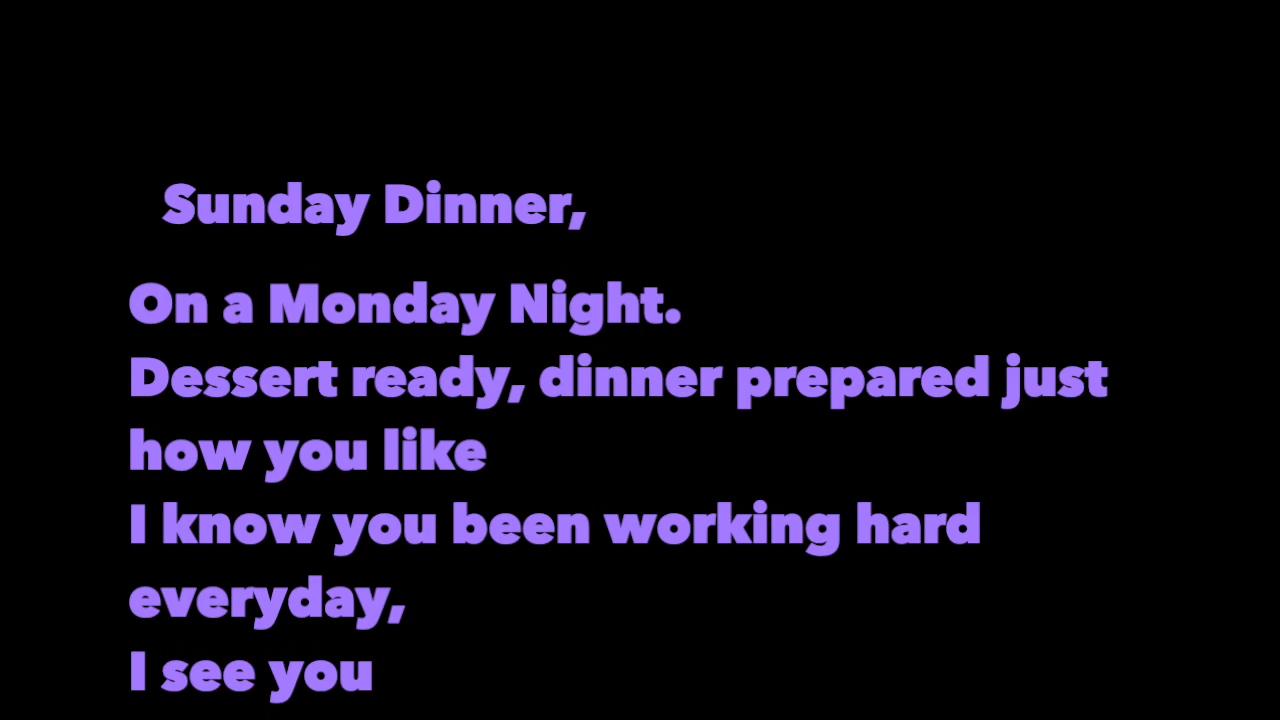 Sunday Dinner,
On a Monday Night.
Dessert ready, dinner prepared just
how you like
I know you been working hard
everyday,
I see you